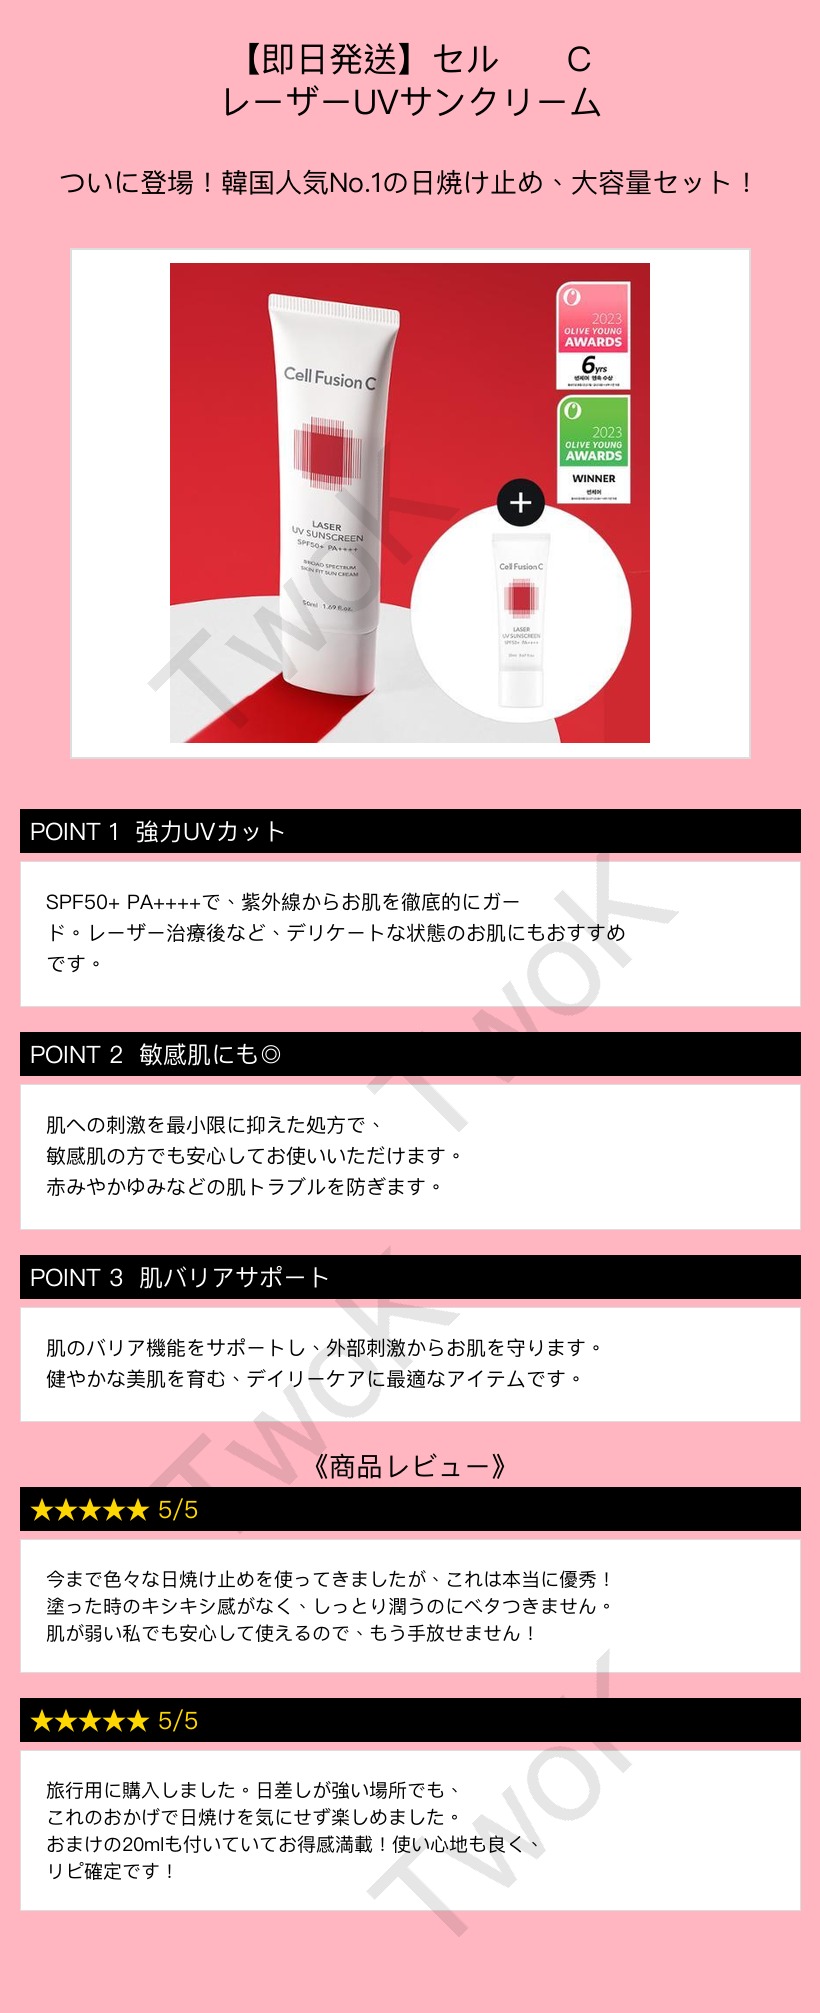 【即日発送】セル　　C
レーザーUVサンクリーム
ついに登場！韓国人気No.1の日焼け止め、大容量セット！
Cell Fusion C
LASER
UV SUNSCREEN
SPF50+ PA++++
BROAD SPECTRUM
SKIN FIT SUN CREAM
50ml 1.69 fl.oz.
2023
OLIVE YOUNG
AWARDS
6yrs
선케어 연속 수상
2023
OLIVE YOUNG
AWARDS
WINNER
선케어
+
Cell Fusion C
LASER
UV SUNSCREEN
SPF50+ PA++++
TwoK
POINT 1 強力UVカット
SPF50+ PA++++で、紫外線からお肌を徹底的にガー
ド。レーザー治療後など、デリケートな状態のお肌にもおすすめ
です。
TwoK
POINT 2 敏感肌にも◎
肌への刺激を最小限に抑えた処方で、
敏感肌の方でも安心してお使いいただけます。
赤みやかゆみなどの肌トラブルを防ぎます。
POINT 3 肌バリアサポート
肌のバリア機能をサポートし、外部刺激からお肌を守ります。
健やかな美肌を育む、デイリーケアに最適なアイテムです。
TwoK
《商品レビュー》
★★★★★ 5/5
今まで色々な日焼け止めを使ってきましたが、これは本当に優秀！
塗った時のキシキシ感がなく、しっとり潤うのにベタつきません。
肌が弱い私でも安心して使えるので、もう手放せません！
★★★★★ 5/5
旅行用に購入しました。日差しが強い場所でも、
これのおかげで日焼けを気にせず楽しめました。
おまけの20mlも付いていてお得感満載！使い心地も良く、
リピ確定です！
TwoK